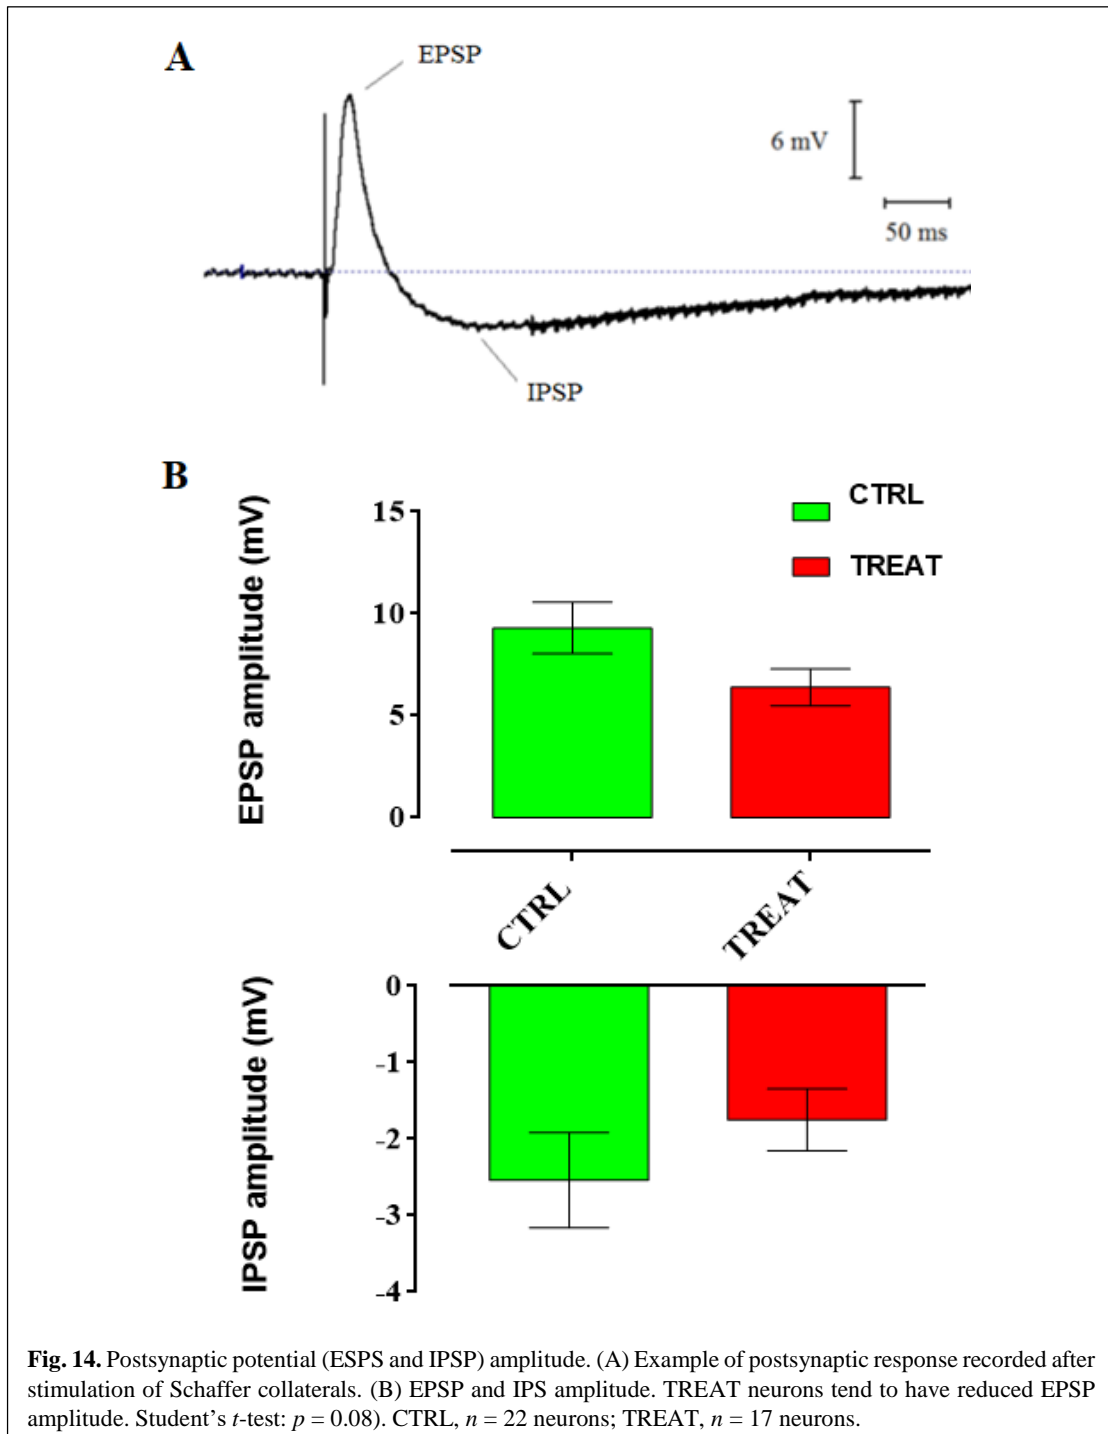 A
EPSP
6 mV
50 ms
IPSP
B
EPSP amplitude (mV)
15
10
5
0
CTRL
TREAT
CTRL
TREAT
IPSP amplitude (mV)
0
-1
-2
-3
-4
Fig. 14. Postsynaptic potential (ESPS and IPSP) amplitude. (A) Example of postsynaptic response recorded after
stimulation of Schaffer collaterals. (B) EPSP and IPS amplitude. TREAT neurons tend to have reduced EPSP
amplitude. Student's t-test: p = 0.08). CTRL, n = 22 neurons; TREAT, n = 17 neurons.